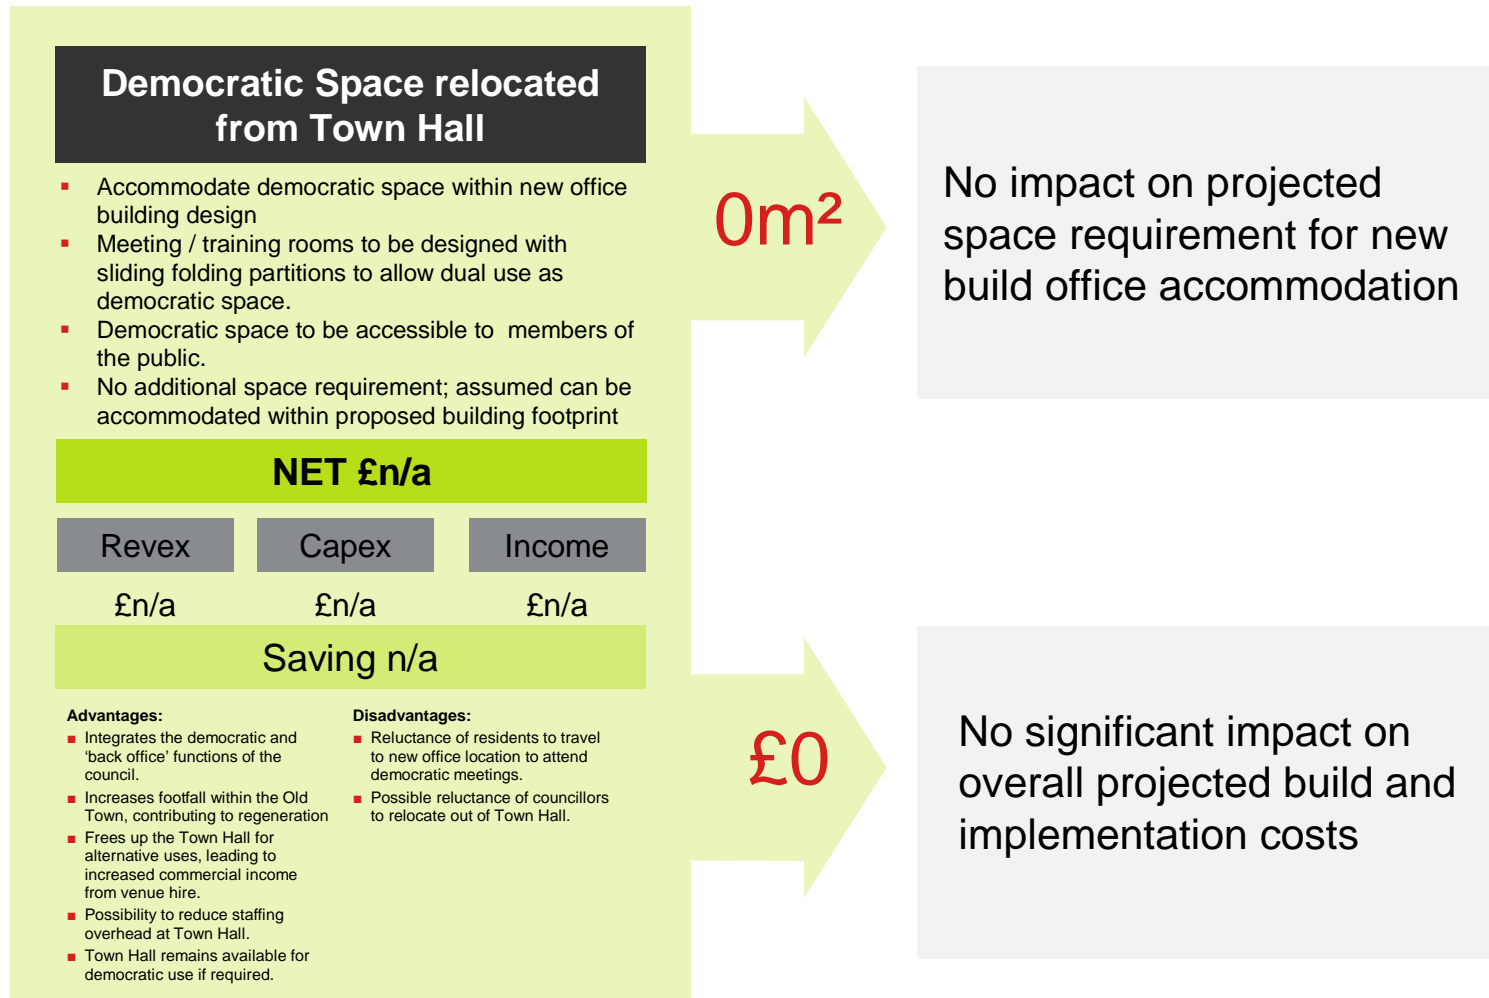 Democratic Space relocated
from Town Hall
▪ Accommodate democratic space within new office
building design
▪ Meeting / training rooms to be designed with
sliding folding partitions to allow dual use as
democratic space.
▪ Democratic space to be accessible to  members of
the public.
▪ No additional space requirement; assumed can be
accommodated within proposed building footprint
NET £n/a
Revex
Capex
Income
£n/a
£n/a
£n/a
Saving n/a
Advantages:
■ Integrates the democratic and
‘back office’ functions of the
council.
■ Increases footfall within the Old
Town, contributing to regeneration
■ Frees up the Town Hall for
alternative uses, leading to
increased commercial income
from venue hire.
■ Possibility to reduce staffing
overhead at Town Hall.
■ Town Hall remains available for
democratic use if required.
Disadvantages:
■ Reluctance of residents to travel
to new office location to attend
democratic meetings.
■ Possible reluctance of councillors
to relocate out of Town Hall.
0m²
No impact on projected
space requirement for new
build office accommodation
£0
No significant impact on
overall projected build and
implementation costs